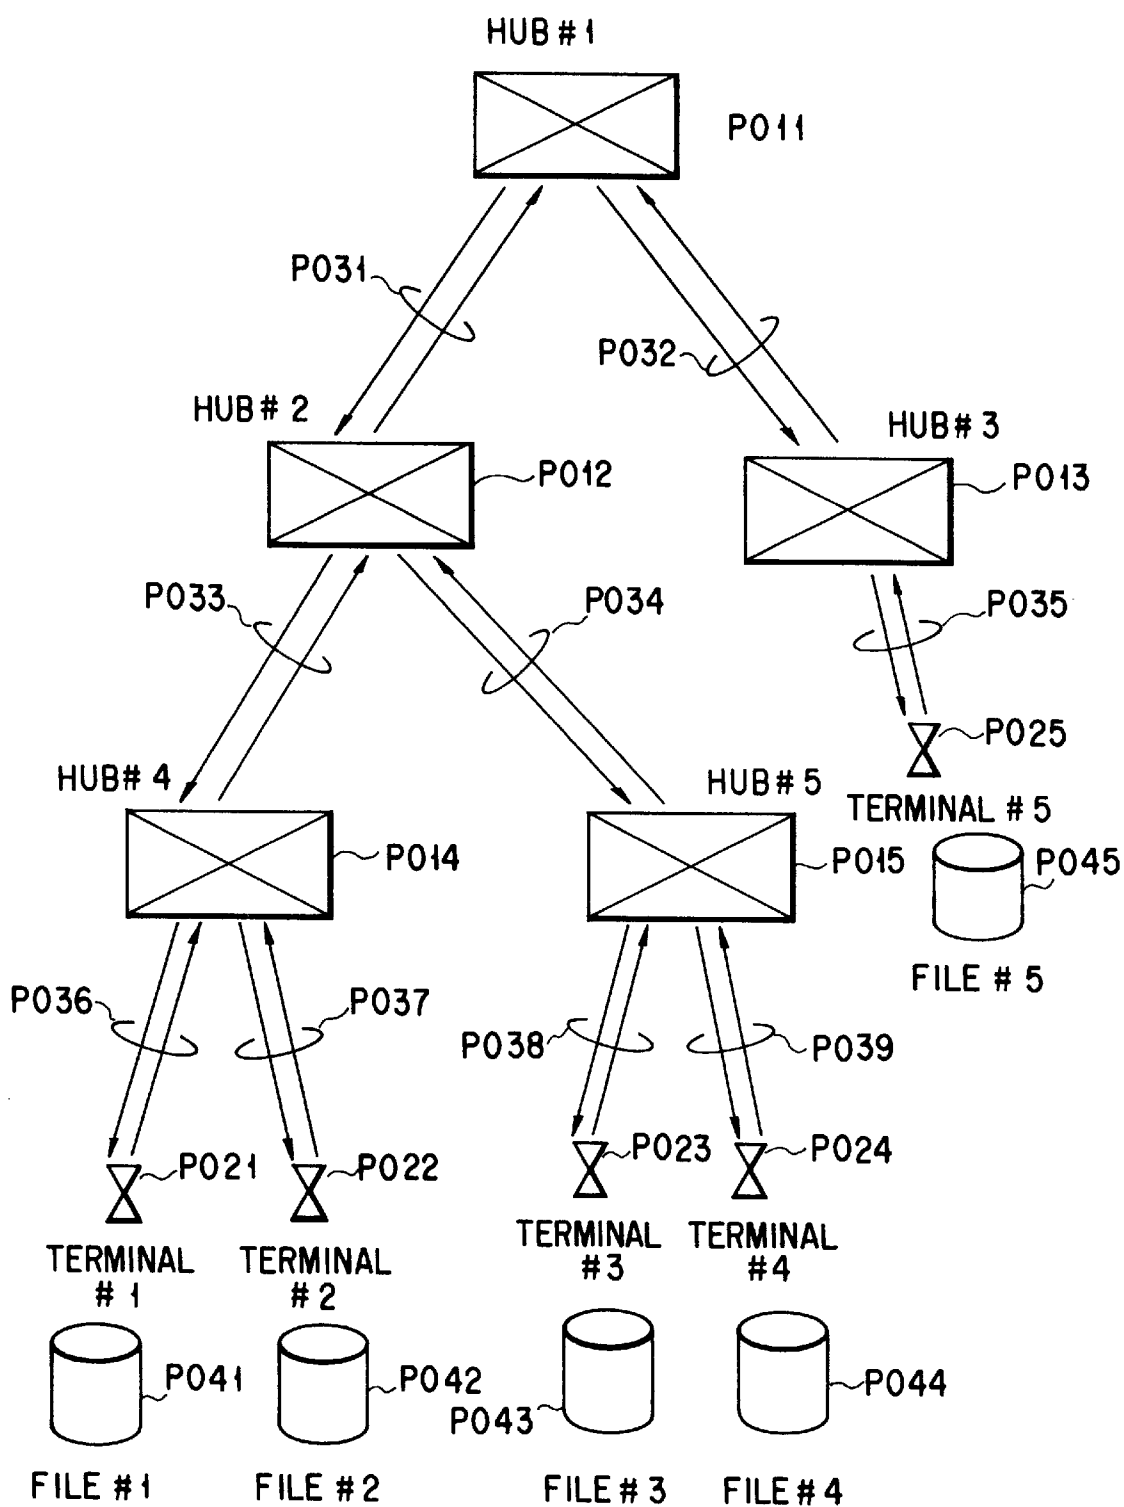 HUB # 1
P011
P031
P032
HUB # 2
HUB # 3
P012
P013
P033
P034
P035
P025
HUB # 4
HUB # 5
TERMINAL # 5
P014
P015
P045
FILE # 5
P036
P037
P038
P039
P021
P022
P023
P024
TERMINAL
# 1
TERMINAL
# 2
TERMINAL
#3
TERMINAL
#4
P041
P042
P043
P044
FILE #1
FILE #2
FILE # 3
FILE #4